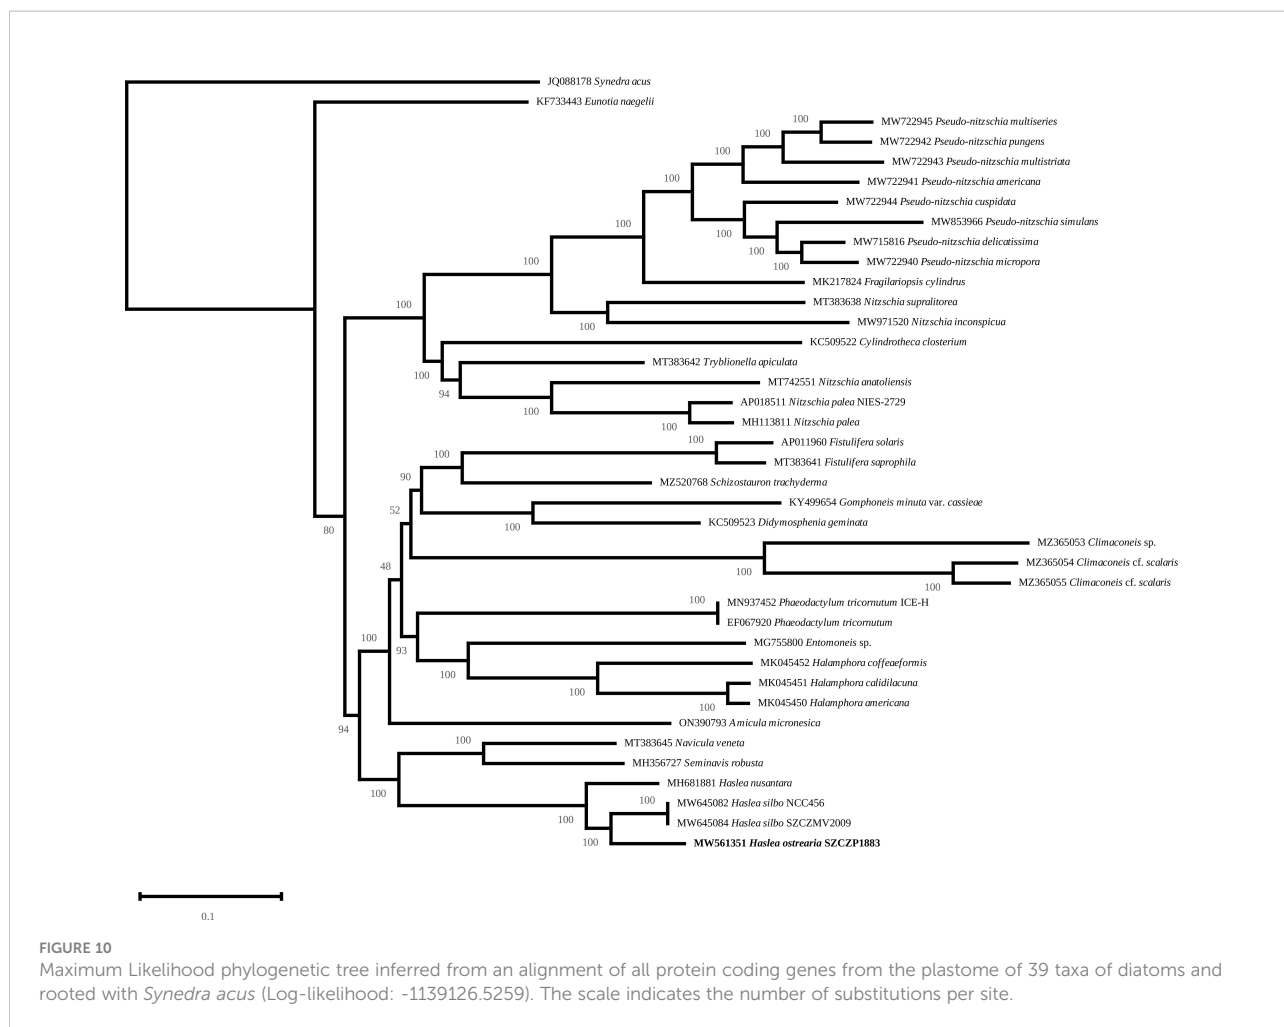 JQ088178 Synedra acus
KF733443 Eunotia naegelii
100 MW722945 Pseudo-nitzschia multiseries
100
MW722942 Pseudo-nitzschia pungens
100
MW722943 Pseudo-nitzschia multistriata
100
MW722941 Pseudo-nitzschia americana
MW722944 Pseudo-nitzschia cuspidata
100
MW853966 Pseudo-nitzschia simulans
100
100
MW715816 Pseudo-nitzschia delicatissima
100
100
MW722940 Pseudo-nitzschia micropora
100
MK217824 Fragilariopsis cylindrus
100
MT383638 Nitzschia supralitorea
MW971520 Nitzschia inconspicua
100
KC509522 Cylindrotheca closterium
MT383642 Tryblionella apiculata
100
MT742551 Nitzschia anatoliensis
94
AP018511 Nitzschia palea NIES-2729
100
MH113811 Nitzschia palea
100
100 AP011960 Fistulifera solaris
100
MT383641 Fistulifera saprophila
90
MZ520768 Schizostauron trachyderma
KY499654 Gomphoneis minuta var. cassieae
52
KC509523 Didymosphenia geminata
100
80
MZ365053 Climaconeis sp.
48
MZ365054 Climaconeis cf. scalaris
100
MZ365055 Climaconeis cf. scalaris
100
100 MN937452 Phaeodactylum tricornutum ICE-H
EF067920 Phaeodactylum tricornutum
100
MG755800 Entomoneis sp.
93
MK045452 Halamphora coffeaeformis
100
MK045451 Halamphora calidilacuna
100
MK045450 Halamphora americana
100
ON390793 Amicula micronesica
94
100 MT383645 Navicula veneta
MH356727 Seminavis robusta
MH681881 Haslea nusantara
100
100 MW645082 Haslea silbo NCC456
100
MW645084 Haslea silbo SZCZMV2009
100
MW561351 Haslea ostrearia SZCZP1883
0.1
FIGURE 10
Maximum Likelihood phylogenetic tree inferred from an alignment of all protein coding genes from the plastome of 39 taxa of diatoms and
rooted with Synedra acus (Log-likelihood: -1139126.5259). The scale indicates the number of substitutions per site.